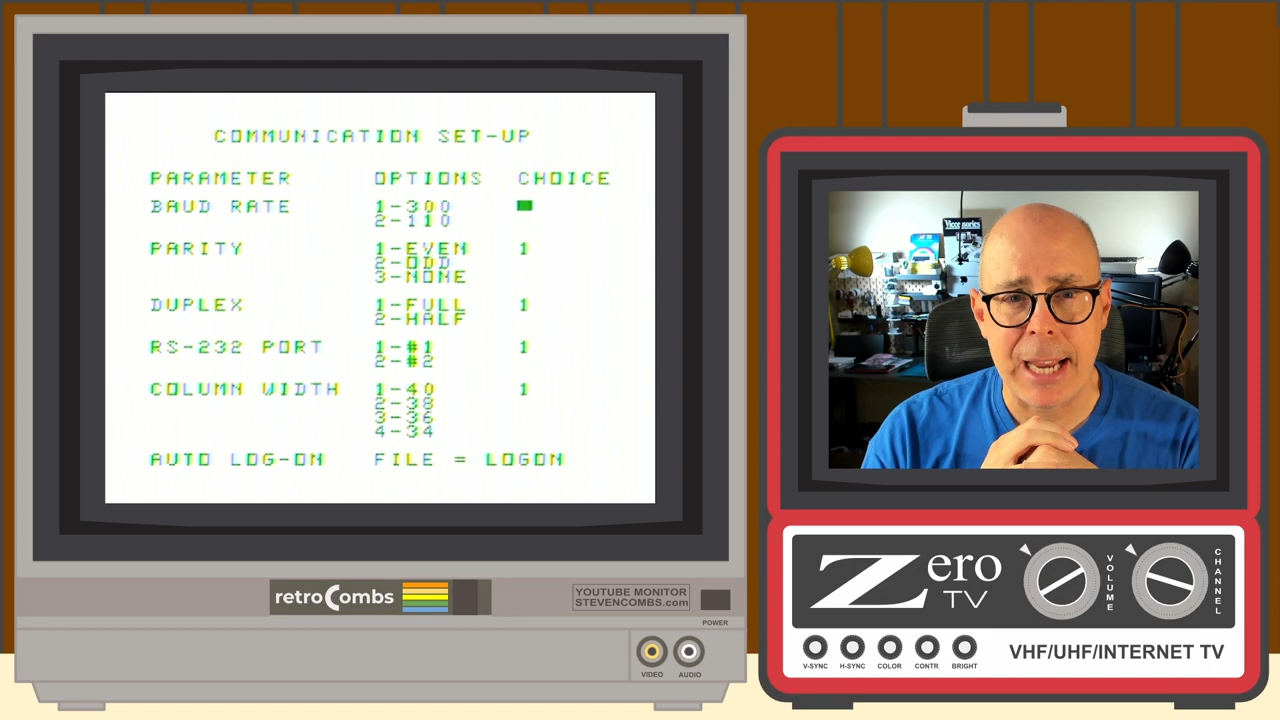 COMMUNICATION SET-UP
PARAMETER OPTIONS CHOICE
BAUD RATE 1-300
2-110
PARITY 1-EVEN 1
2-ODD
3-NONE
DUPLEX 1-FULL 1
2-HALF
RS-232 PORT 1-#1 1
2-#2
COLUMN WIDTH 1-40 1
2-38
3-36
4-34
AUTO LOG-ON FILE = LOGON
retroCombs
YOUTUBE MONITOR
STEVENCOMBS.com
POWER
VIDEO AUDIO
Zero
TV
VOLUME
CHANNEL
V-SYNC H-SYNC COLOR CONTR BRIGHT
VHF/UHF/INTERNET TV